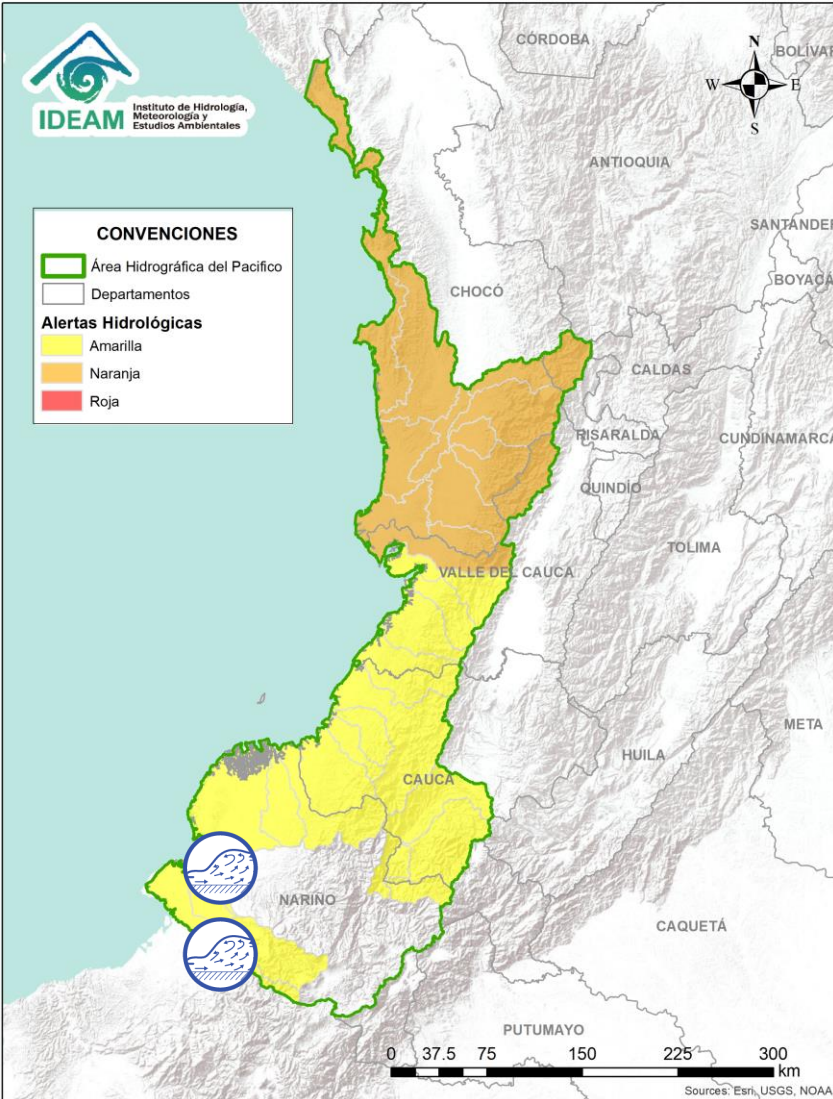 IDEAM
Instituto de Hidrología,
Meteorología y
Estudios Ambientales
CÓRDOBA
BOLÍVAR
N
W
E
S
ANTIOQUIA
SANTANDER
CONVENCIONES
Área Hidrográfica del Pacifico
Departamentos
Alertas Hidrológicas
Amarilla
Naranja
Roja
BOYACÁ
CHOCÓ
CALDAS
RISARALDA
CUNDINAMARCA
QUINDÍO
TOLIMA
VALLE DEL CAUCA
META
HUILA
CAUCA
NARIÑO
CAQUETÁ
PUTUMAYO
0 37.5 75 150 225 300
km
Sources: Esri, USGS, NOAA